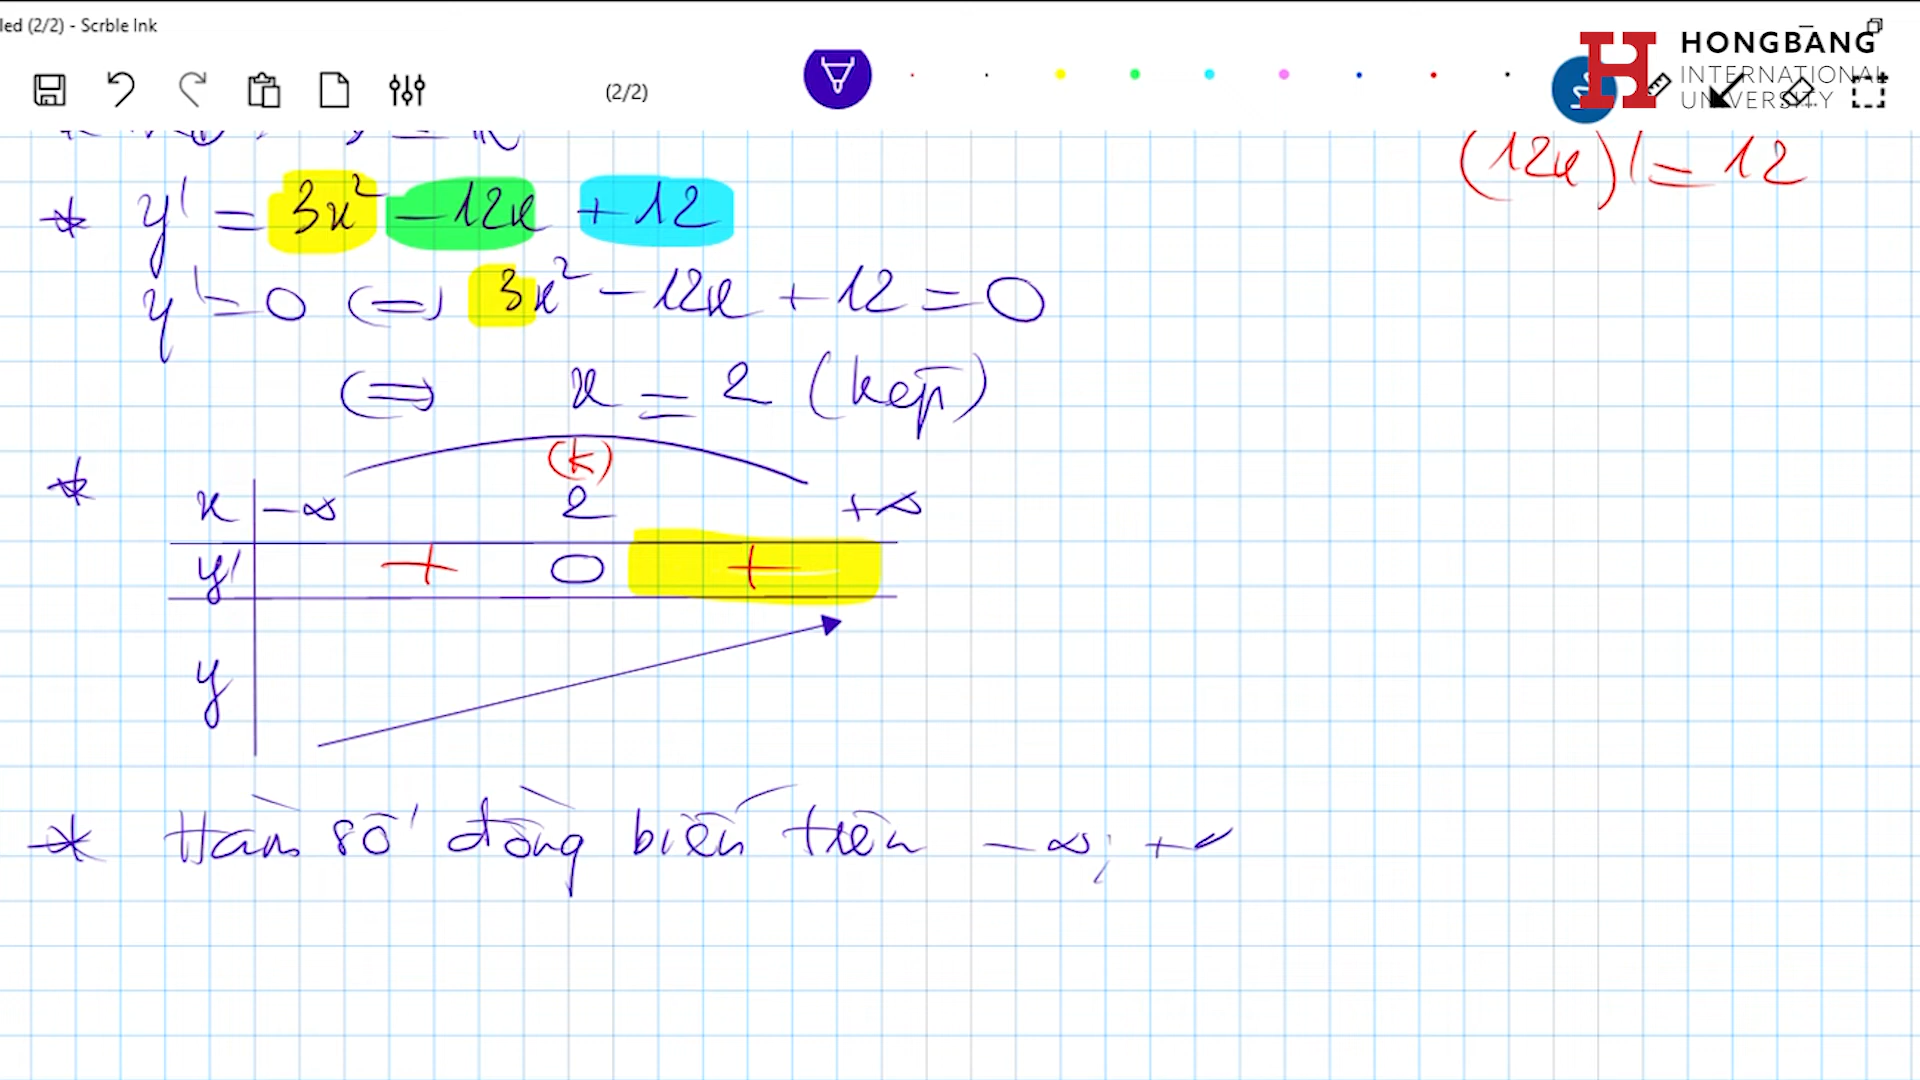 led (2/2) - Scrble Ink
HONGBANG
INTERNATIONAL
UNIVERSITY
(2/2)
(12x)' = 12
* y' = 3x² - 12x + 12
y' = 0 (=) 3x² - 12x + 12 = 0
(=) x = 2 (kép)
(k)
* x -∞ 2 +∞
y' + 0 +
y
* Hàm số đồng biến trên -∞; +∞